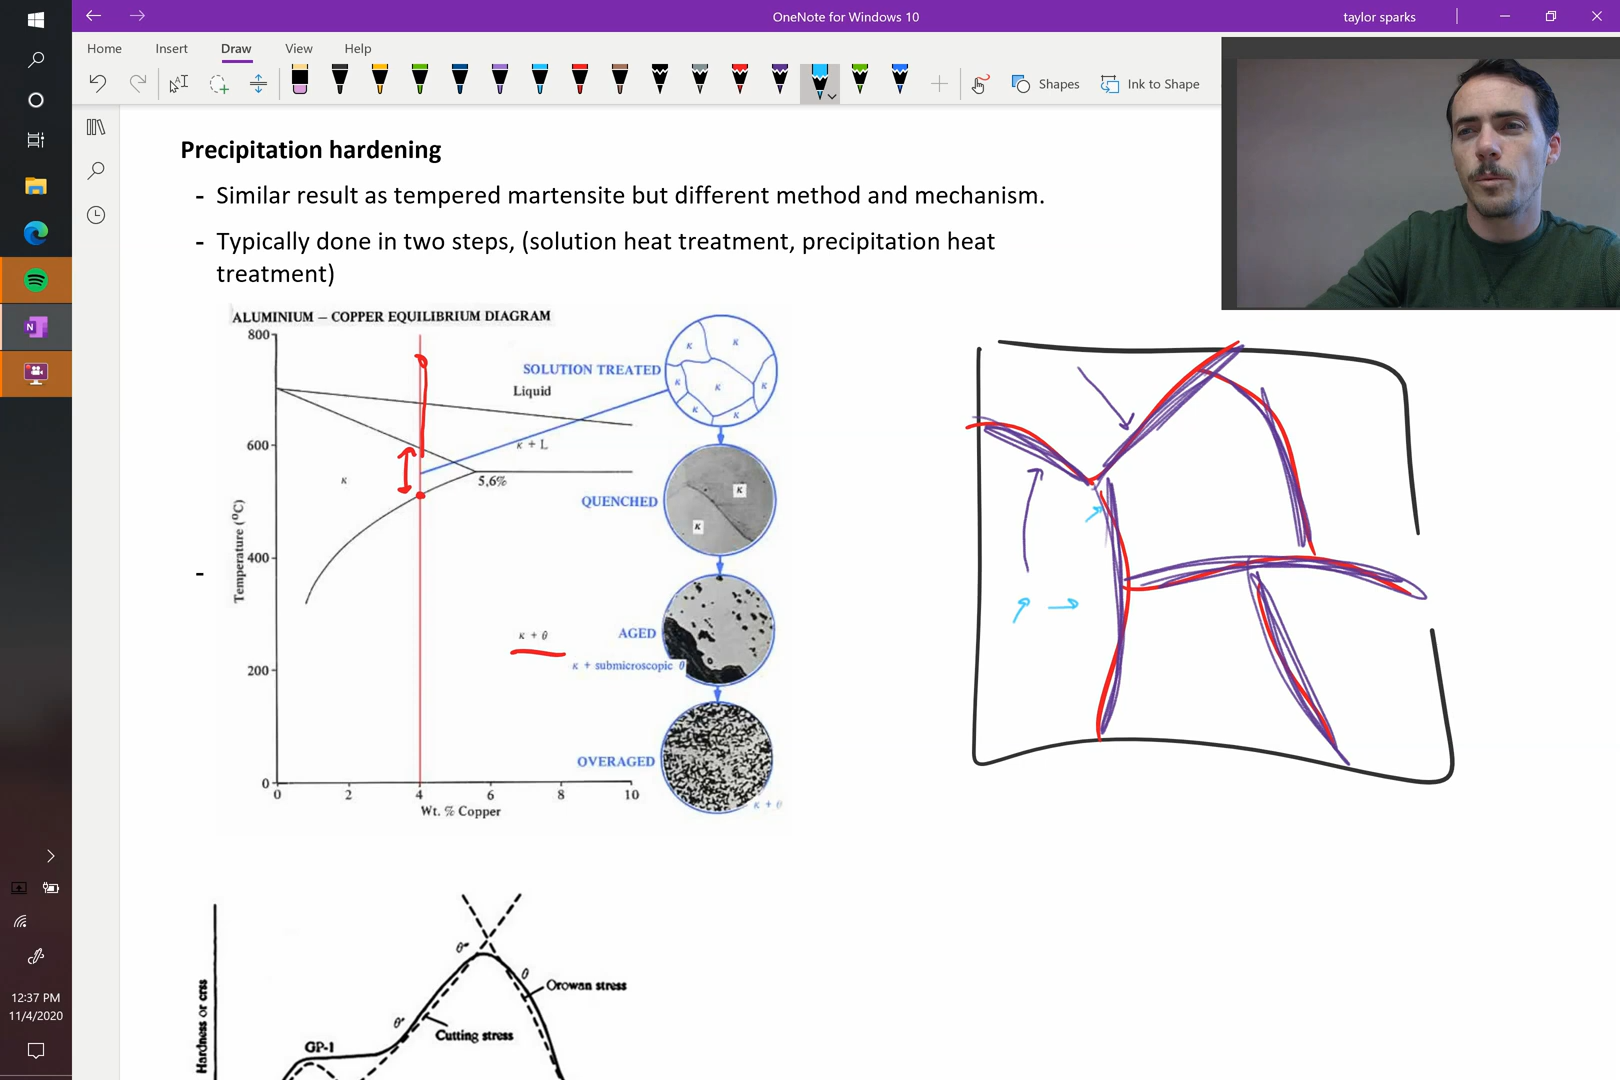 OneNote for Windows 10
taylor sparks
Home Insert Draw View Help
Shapes
Ink to Shape
Precipitation hardening
- Similar result as tempered martensite but different method and mechanism.
- Typically done in two steps, (solution heat treatment, precipitation heat
treatment)
ALUMINIUM – COPPER EQUILIBRIUM DIAGRAM
800
600
400
200
0
Temperature (°C)
0 2 4 6 8 10
Wt. % Copper
Liquid
κ + L
κ
5,6%
κ + θ
SOLUTION TREATED
κ
κ
κ
κ
κ
κ
κ
QUENCHED
κ
κ
AGED
κ + submicroscopic θ
OVERAGED
κ + θ
-
Hardness or crss
GP-1
θ"
θ
Orowan stress
Cutting stress
12:37 PM
11/4/2020